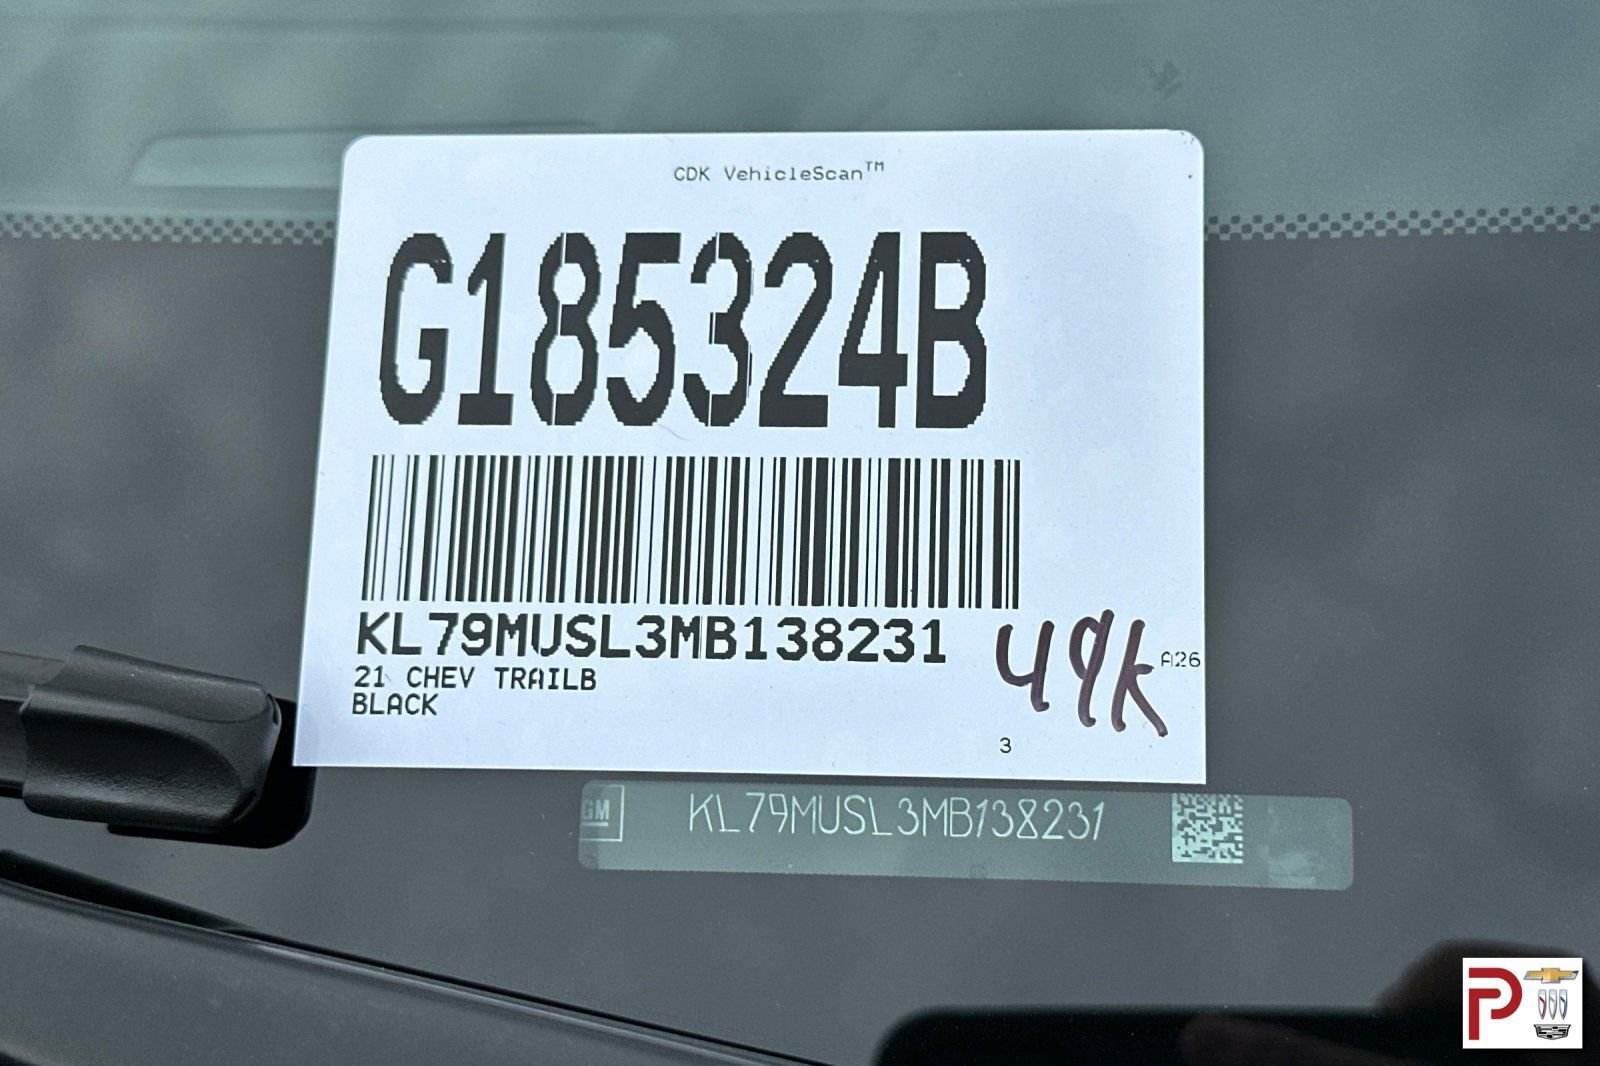 CDK VehicleScan™
G185324B
KL79MUSL3MB138231
21 CHEV TRAILB
BLACK
49k
A26
3
GM
KL79MUSL3MB138231
P